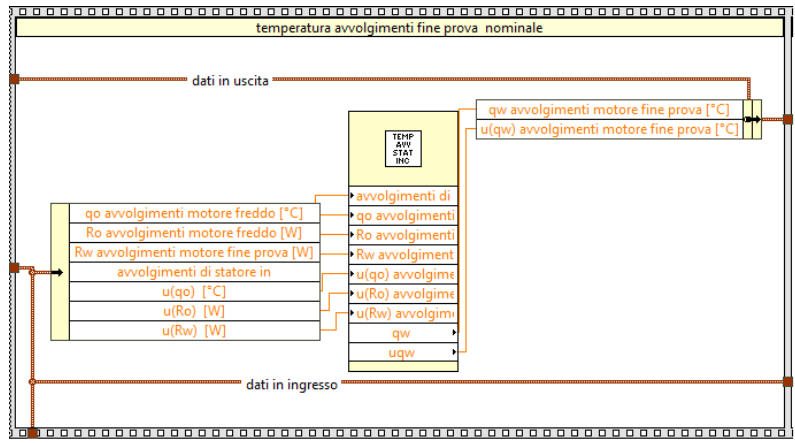 temperatura avvolgimenti fine prova nominale
dati in uscita
qw avvolgimenti motore fine prova [°C]
u(qw) avvolgimenti motore fine prova [°C]
TEMP
AVV
STAT
INC
avvolgimenti di
qo avvolgimenti
Ro avvolgimenti
Rw avvolgiment
u(qo) avvolgime
u(Ro) avvolgime
u(Rw) avvolgim
qw
uqw
qo avvolgimenti motore freddo [°C]
Ro avvolgimenti motore freddo [W]
Rw avvolgimenti motore fine prova [W]
avvolgimenti di statore in
u(qo) [°C]
u(Ro) [W]
u(Rw) [W]
dati in ingresso